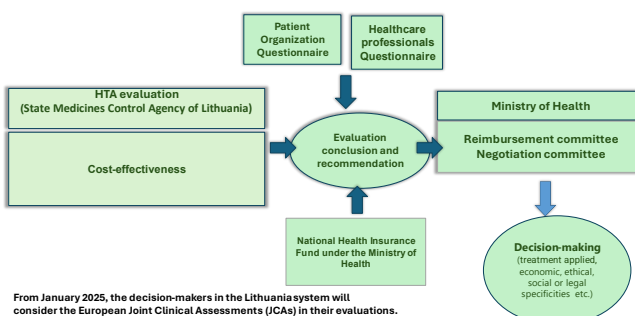 Patient
Organization
Questionnaire
Healthcare
professionals
Questionnaire
HTA evaluation
(State Medicines Control Agency of Lithuania)
Cost-effectiveness
Evaluation
conclusion and
recommendation
Ministry of Health
Reimbursement committee
Negotiation committee
National Health Insurance
Fund under the Ministry of
Health
Decision-making
(treatment applied,
economic, ethical,
social or legal
specificities etc.)
From January 2025, the decision-makers in the Lithuania system will
consider the European Joint Clinical Assessments (JCAs) in their evaluations.